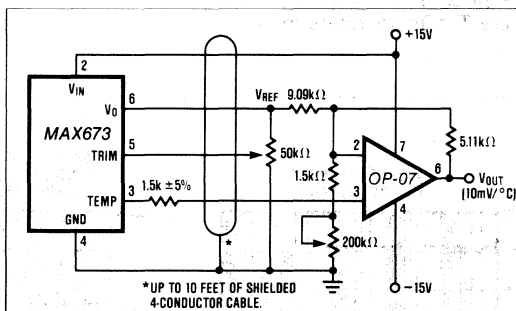 +15V
2
VIN
6
VO
VREF
9.09kΩ
MAX673
5
TRIM
50kΩ
2
7
5.11kΩ
1.5kΩ
OP-07
6
VOUT
(10mV/°C)
TEMP
3
1.5k ±5%
3
4
GND
4
*
200kΩ
*UP TO 10 FEET OF SHIELDED
4-CONDUCTOR CABLE.
−15V